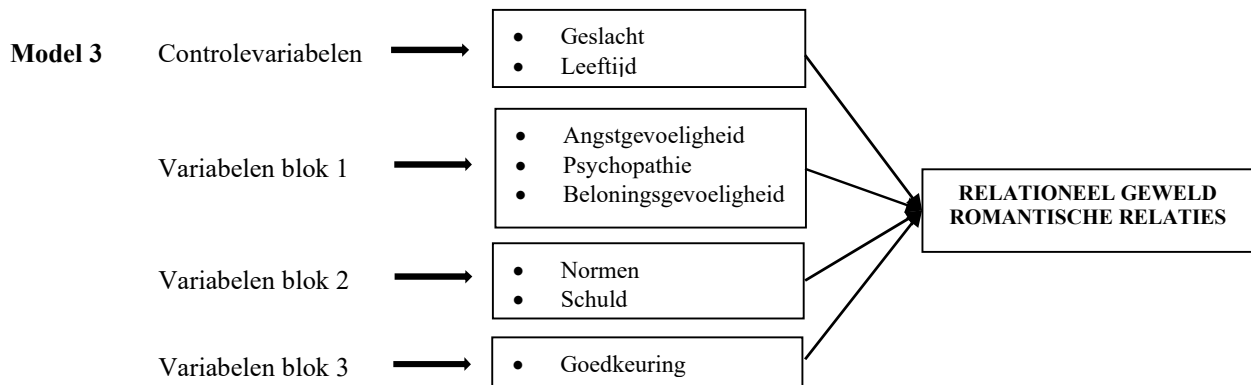 Model 3 Controlevariabelen
• Geslacht
• Leeftijd
Variabelen blok 1
• Angstgevoeligheid
• Psychopathie
• Beloningsgevoeligheid
RELATIONEEL GEWELD
ROMANTISCHE RELATIES
Variabelen blok 2
• Normen
• Schuld
Variabelen blok 3
• Goedkeuring